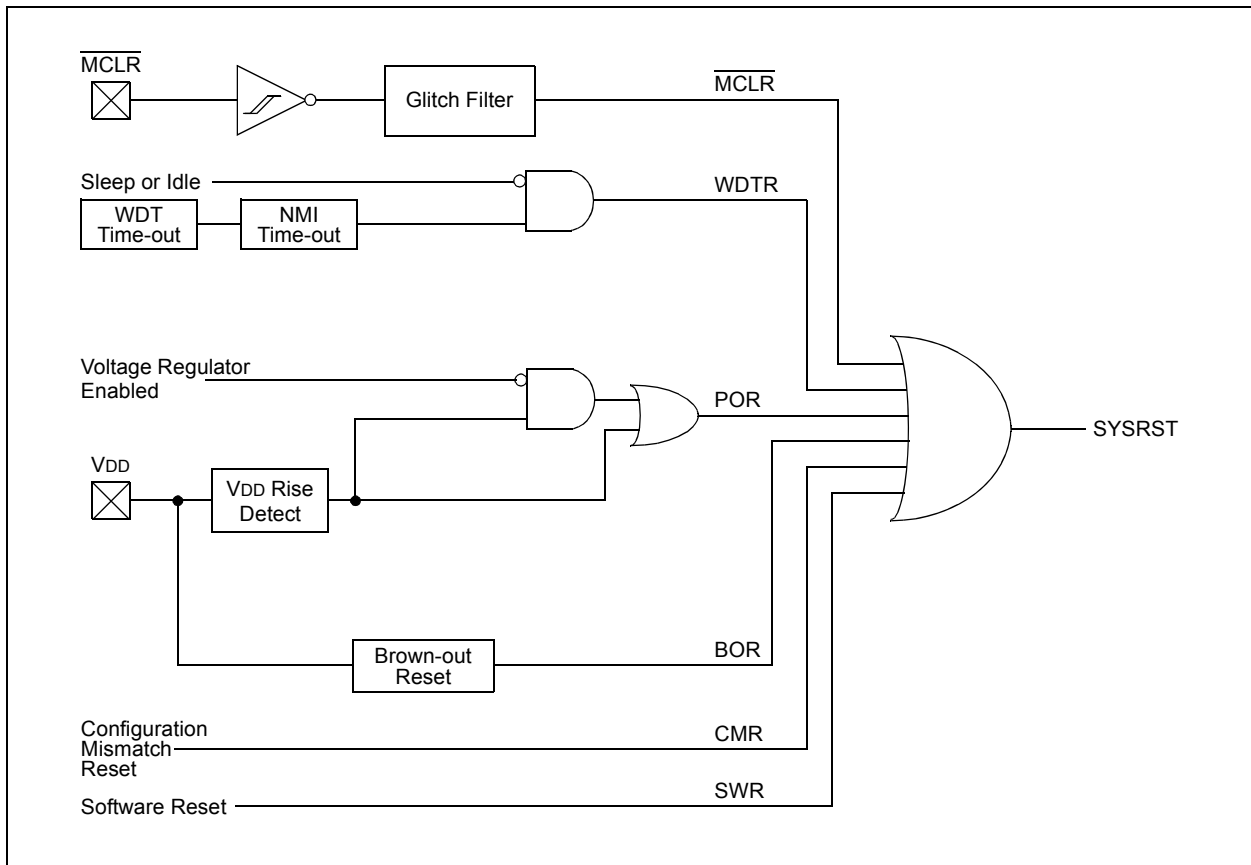 MCLR
Glitch Filter
MCLR
Sleep or Idle
WDTR
WDT
Time-out
NMI
Time-out
Voltage Regulator
Enabled
POR
SYSRST
VDD
VDD Rise
Detect
Brown-out
Reset
BOR
Configuration
Mismatch
Reset
CMR
Software Reset
SWR